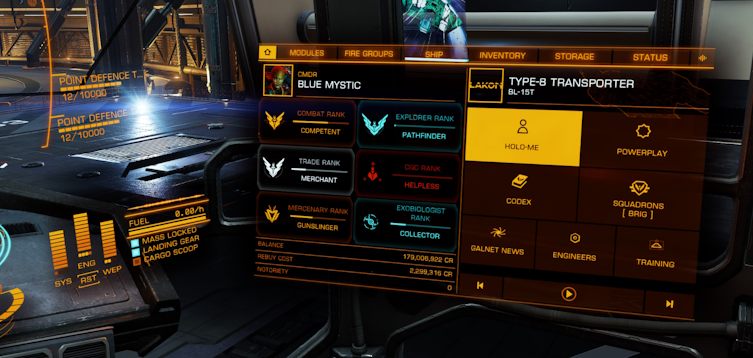 MODULES
FIRE GROUPS
SHIP
INVENTORY
STORAGE
STATUS
POINT DEFENCE T...
12/10000
POINT DEFENCE T...
12/10000
CMDR
BLUE MYSTIC
LAKON
TYPE-8 TRANSPORTER
BL-15T
COMBAT RANK
COMPETENT
EXPLORER RANK
PATHFINDER
TRADE RANK
MERCHANT
CQC RANK
HELPLESS
MERCENARY RANK
GUNSLINGER
EXOBIOLOGIST
RANK
COLLECTOR
BALANCE
179,006,922 CR
REBUY COST
2,299,316 CR
NOTORIETY
0
HOLO-ME
POWERPLAY
CODEX
SQUADRONS
[ BRIG ]
GALNET NEWS
ENGINEERS
TRAINING
FUEL
0.00/h
MASS LOCKED
LANDING GEAR
CARGO SCOOP
SYS
ENG
RST
WEP